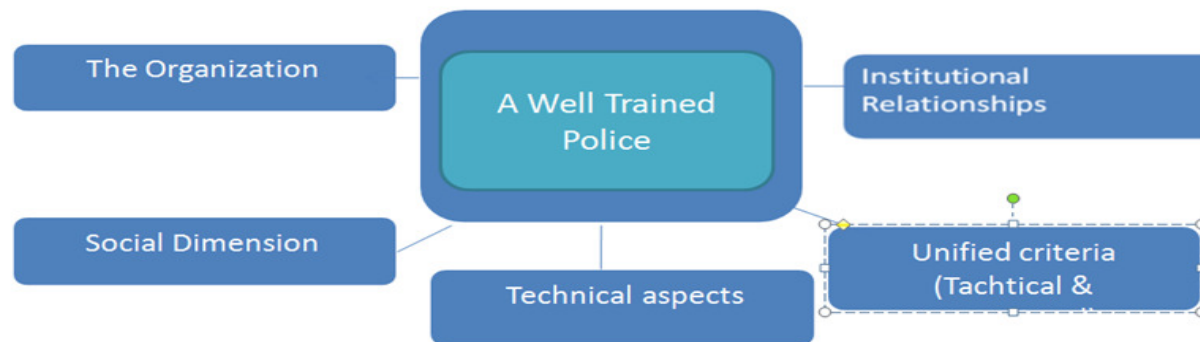 The Organization
A Well Trained
Police
Institutional
Relationships
Social Dimension
Technical aspects
Unified criteria
(Tachtical &